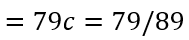 = 79c = 79/89